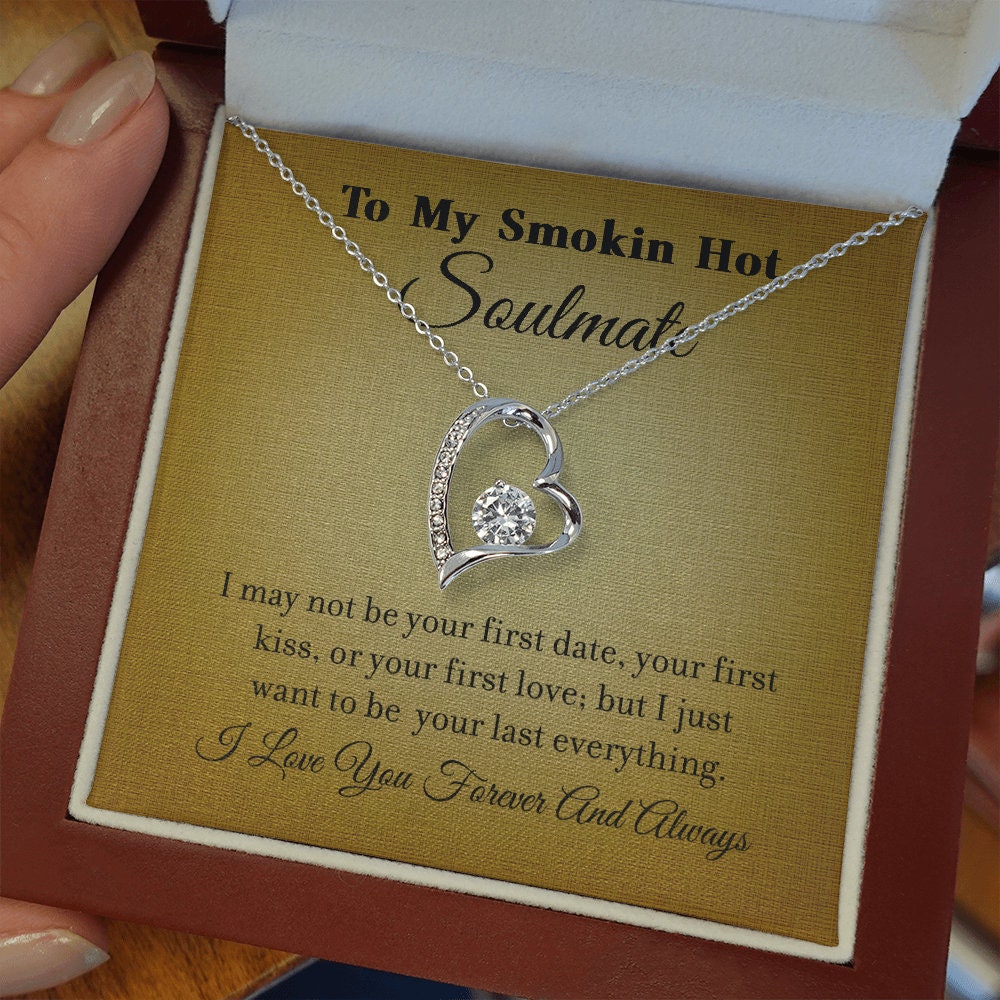 To My Smokin Hot
Soulmate
I may not be your first date, your first
kiss, or your first love; but I just
want to be your last everything.
I Love You Forever And Always